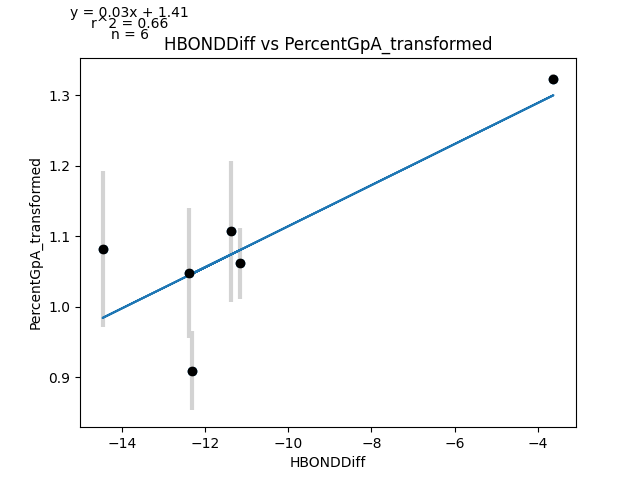 y = 0.03x + 1.41
r^2 = 0.66
n = 6
HBONDDiff vs PercentGpA_transformed
PercentGpA_transformed
1.3
1.2
1.1
1.0
0.9
−14
−12
−10
−8
−6
−4
HBONDDiff